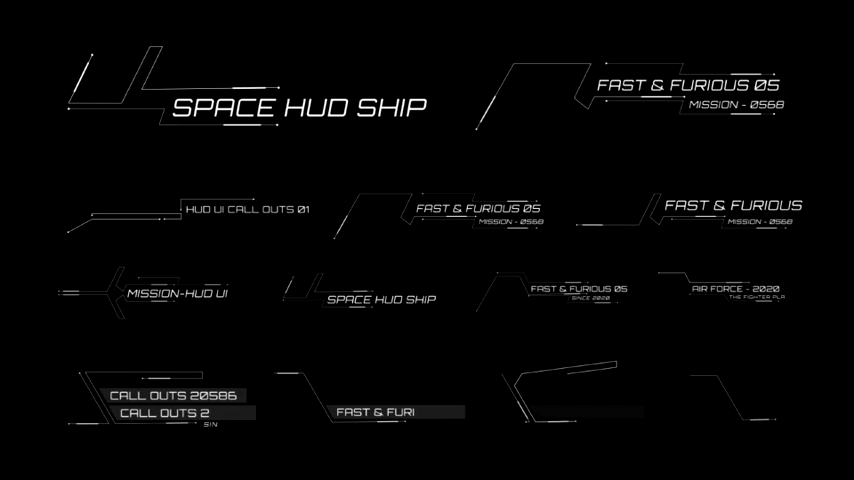 SPACE HUD SHIP
FAST & FURIOUS 05
MISSION - 0568
HUD UI CALL OUTS 01
FAST & FURIOUS 05
MISSION - 0568
FAST & FURIOUS
MISSION - 0568
MISSION-HUD UI
SPACE HUD SHIP
FAST & FURIOUS 05
SINCE 2020
AIR FORCE - 2020
THE FIGHTER PLA
CALL OUTS 20586
CALL OUTS 2
SIN
FAST & FURI